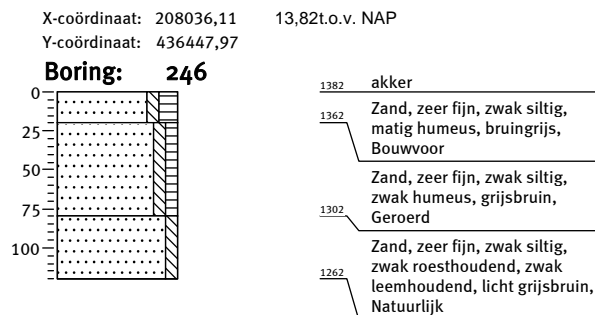 X-coördinaat: 208036,11 13,82t.o.v. NAP
Y-coördinaat: 436447,97
Boring: 246
0
25
50
75
100
1382 akker
1362 Zand, zeer fijn, zwak siltig,
matig humeus, bruingrijs,
Bouwvoor
Zand, zeer fijn, zwak siltig,
zwak humeus, grijsbruin,
1302 Geroerd
Zand, zeer fijn, zwak siltig,
zwak roesthoudend, zwak
1262 leemhoudend, licht grijsbruin,
Natuurlijk